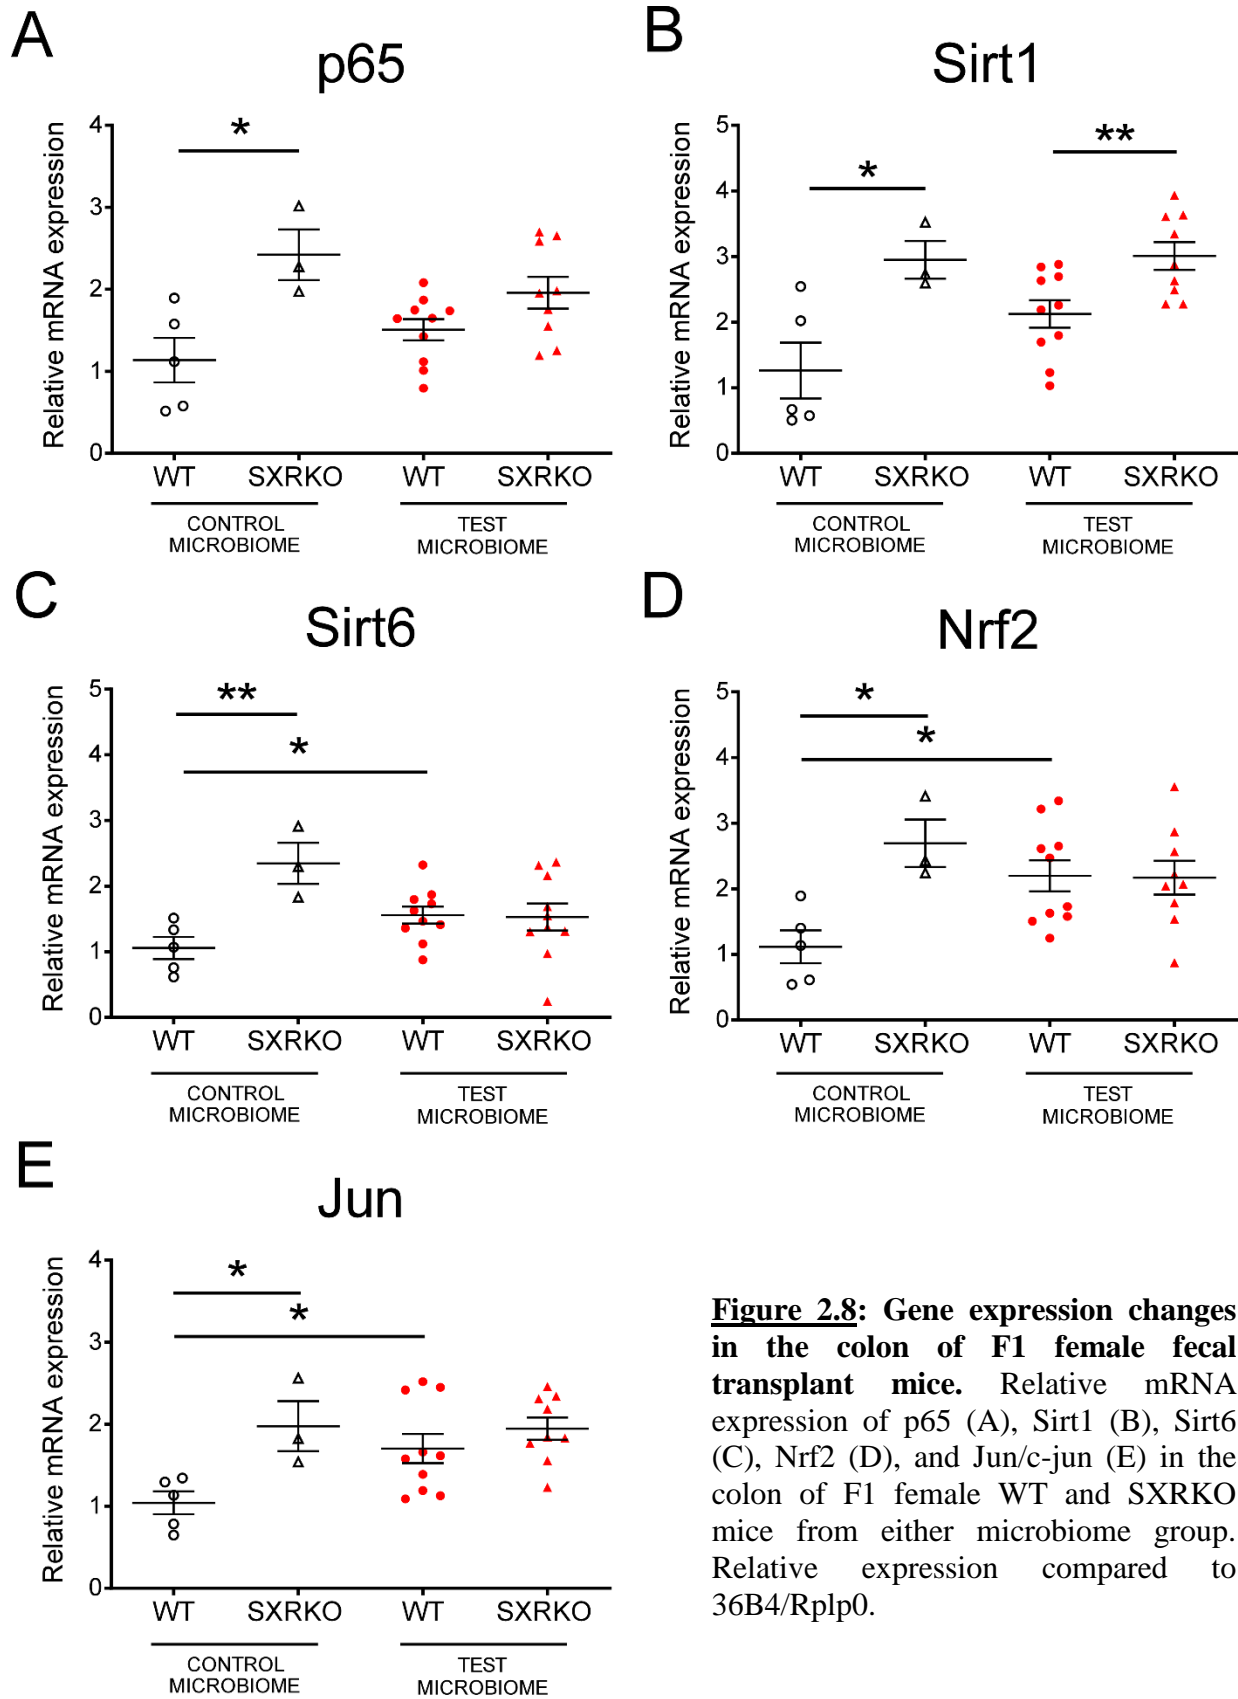 A
p65
Relative mRNA expression
4
3
2
1
0
*
WT
SXRKO
WT
SXRKO
CONTROL
MICROBIOME
TEST
MICROBIOME
B
Sirt1
Relative mRNA expression
5
4
3
2
1
0
*
**
WT
SXRKO
WT
SXRKO
CONTROL
MICROBIOME
TEST
MICROBIOME
C
Sirt6
Relative mRNA expression
5
4
3
2
1
0
**
*
WT
SXRKO
WT
SXRKO
CONTROL
MICROBIOME
TEST
MICROBIOME
D
Nrf2
Relative mRNA expression
5
4
3
2
1
0
*
*
WT
SXRKO
WT
SXRKO
CONTROL
MICROBIOME
TEST
MICROBIOME
E
Jun
Relative mRNA expression
4
3
2
1
0
*
*
WT
SXRKO
WT
SXRKO
CONTROL
MICROBIOME
TEST
MICROBIOME
Figure 2.8: Gene expression changes
in the colon of F1 female fecal
transplant mice. Relative mRNA
expression of p65 (A), Sirt1 (B), Sirt6
(C), Nrf2 (D), and Jun/c-jun (E) in the
colon of F1 female WT and SXRKO
mice from either microbiome group.
Relative expression compared to
36B4/Rplp0.